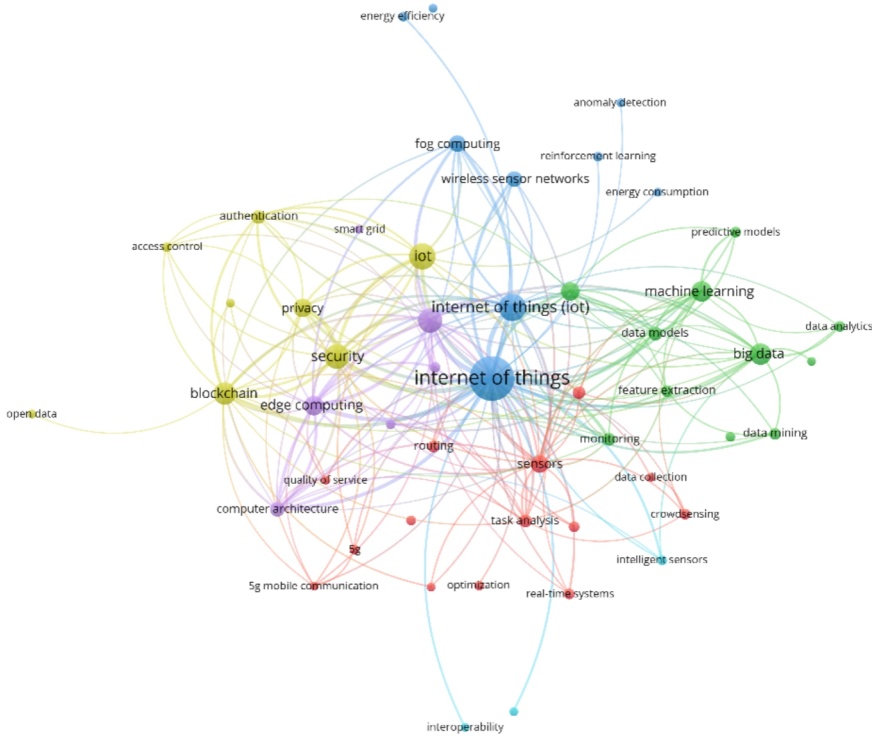 energy efficiency
anomaly detection
fog computing
reinforcement learning
wireless sensor networks
energy consumption
authentication
smart grid
predictive models
access control
iot
machine learning
privacy
internet of things (iot)
data models
data analytics
security
big data
internet of things
blockchain
edge computing
feature extraction
open data
routing
monitoring
data mining
sensors
quality of service
data collection
computer architecture
task analysis
crowdsensing
5g
intelligent sensors
5g mobile communication
optimization
real-time systems
interoperability